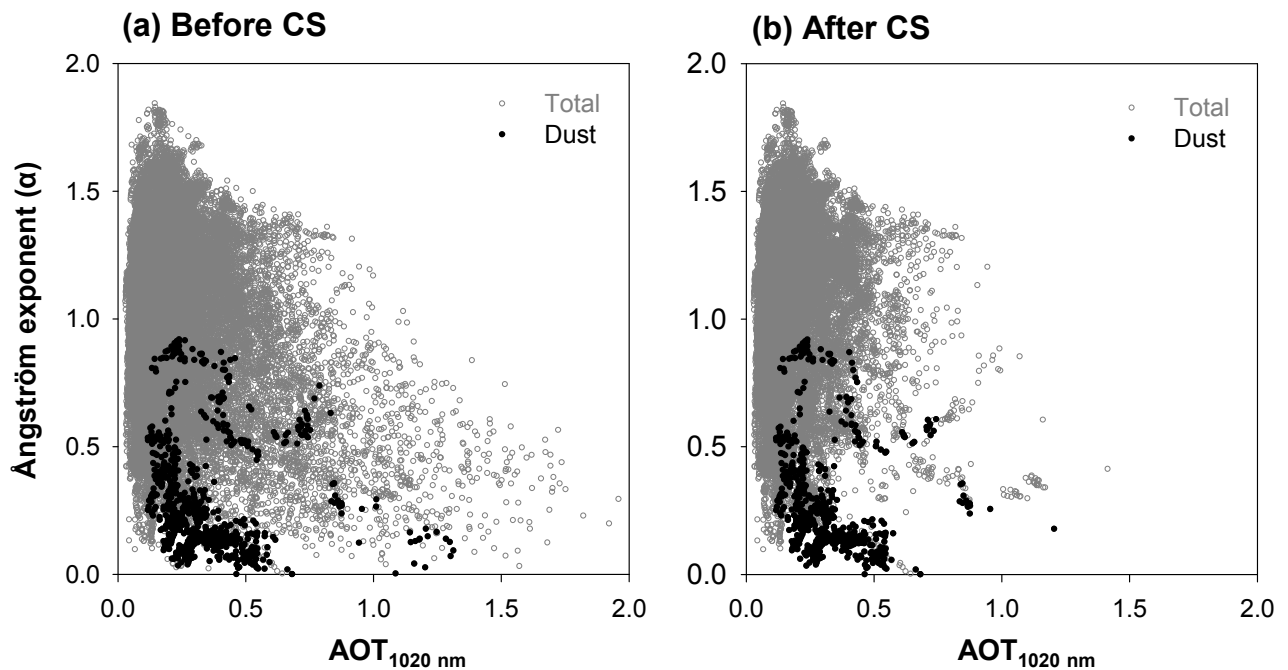 (a) Before CS
(b) After CS
2.0
1.5
1.0
0.5
0.0
Ångström exponent (α)
Total
Dust
0.0 0.5 1.0 1.5 2.0
AOT1020 nm
2.0
1.5
1.0
0.5
0.0
Total
Dust
0.0 0.5 1.0 1.5 2.0
AOT1020 nm